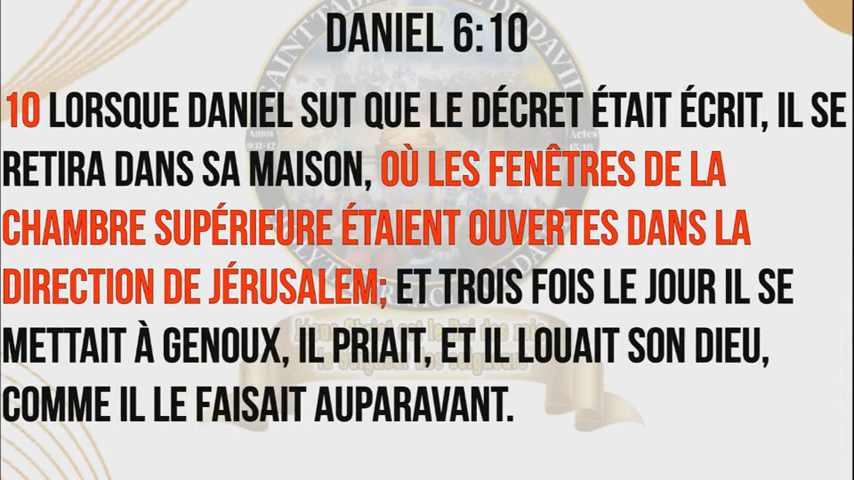 DANIEL 6:10
10 LORSQUE DANIEL SUT QUE LE DÉCRET ÉTAIT ÉCRIT, IL SE
RETIRA DANS SA MAISON, OÙ LES FENÊTRES DE LA
CHAMBRE SUPÉRIEURE ÉTAIENT OUVERTES DANS LA
DIRECTION DE JÉRUSALEM; ET TROIS FOIS LE JOUR IL SE
METTAIT À GENOUX, IL PRIAIT, ET IL LOUAIT SON DIEU,
COMME IL LE FAISAIT AUPARAVANT.